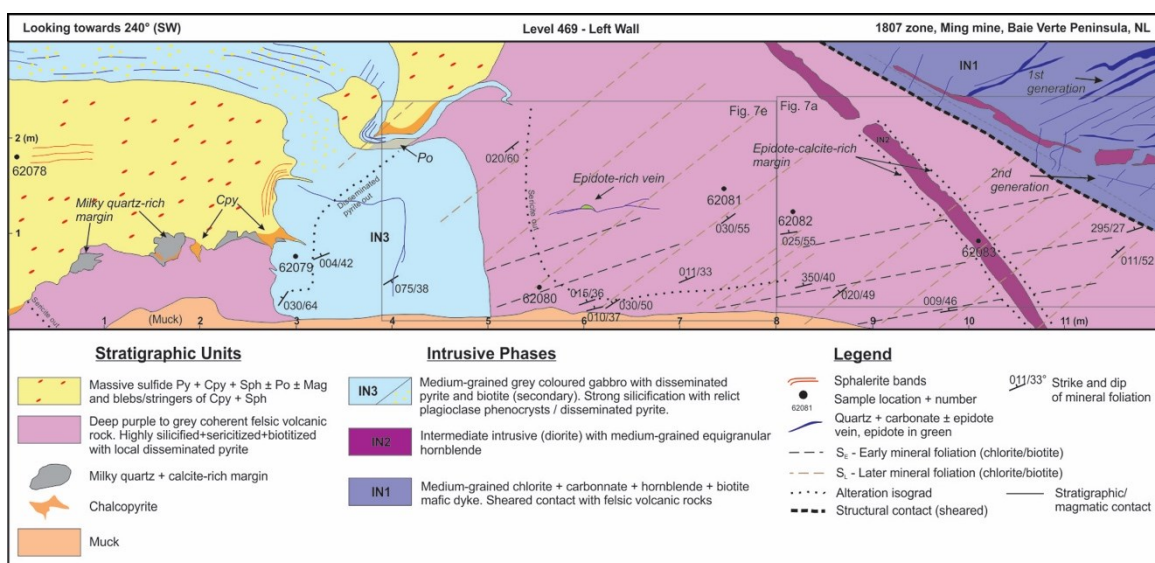 Looking towards 240° (SW)
Level 469 - Left Wall
1807 zone, Ming mine, Baie Verte Peninsula, NL
IN1
1st
generation
Fig. 7e
Fig. 7a
2 (m)
62078
Po
020/60
IN2
Epidote-calcite-rich
margin
2nd
generation
Disseminated
pyrite out
Epidote-rich vein
62081
Milky quartz-rich
margin
Cpy
Sericite out
62082
1
030/55
025/55
295/27
IN3
62079
004/42
62083
011/52
075/38
011/33
350/40
62080
030/64
015/36
030/50
020/49
010/37
009/46
Sericite out
1
(Muck)
2
3
4
5
6
7
8
9
10
11 (m)
Stratigraphic Units
Massive sulfide Py + Cpy + Sph ± Po ± Mag
and blebs/stringers of Cpy + Sph
Deep purple to grey coherent felsic volcanic
rock. Highly silicified+sericitized+biotitized
with local disseminated pyrite
Milky quartz + calcite-rich margin
Chalcopyrite
Muck
Intrusive Phases
IN3
Medium-grained grey coloured gabbro with disseminated
pyrite and biotite (secondary). Strong silicification with relict
plagioclase phenocrysts / disseminated pyrite.
IN2
Intermediate intrusive (diorite) with medium-grained equigranular
hornblende
IN1
Medium-grained chlorite + carbonnate + hornblende + biotite
mafic dyke. Sheared contact with felsic volcanic rocks
Legend
Sphalerite bands
62081
Sample location + number
Quartz + carbonate ± epidote
vein, epidote in green
011/33°
Strike and dip
of mineral foliation
SE - Early mineral foliation (chlorite/biotite)
SL - Later mineral foliation (chlorite/biotite)
Alteration isograd
Structural contact (sheared)
Stratigraphic/
magmatic contact